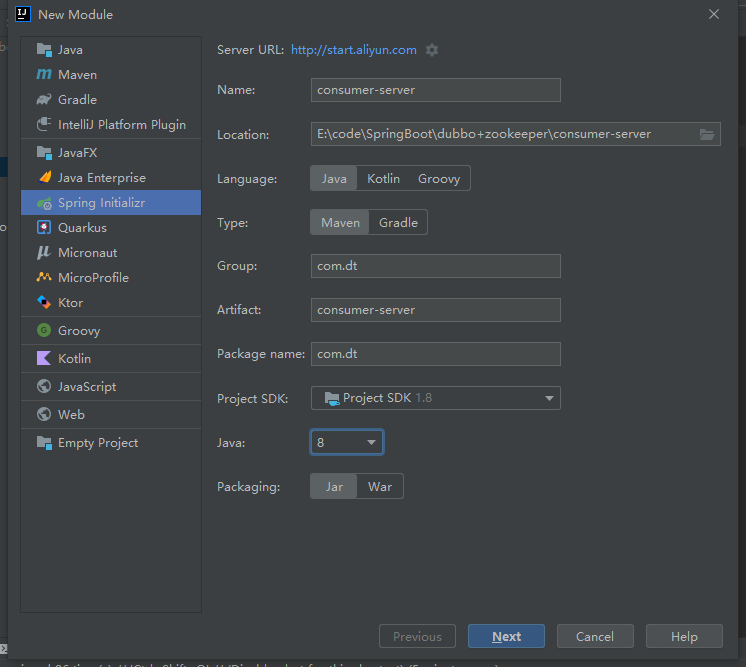 New Module
Java
Maven
Gradle
IntelliJ Platform Plugin
JavaFX
Java Enterprise
Spring Initializr
Quarkus
Micronaut
MicroProfile
Ktor
Groovy
Kotlin
JavaScript
Web
Empty Project
Server URL: http://start.aliyun.com
Name: consumer-server
Location: E:\code\SpringBoot\dubbo+zookeeper\consumer-server
Language: Java Kotlin Groovy
Type: Maven Gradle
Group: com.dt
Artifact: consumer-server
Package name: com.dt
Project SDK: Project SDK 1.8
Java: 8
Packaging: Jar War
Previous Next Cancel Help